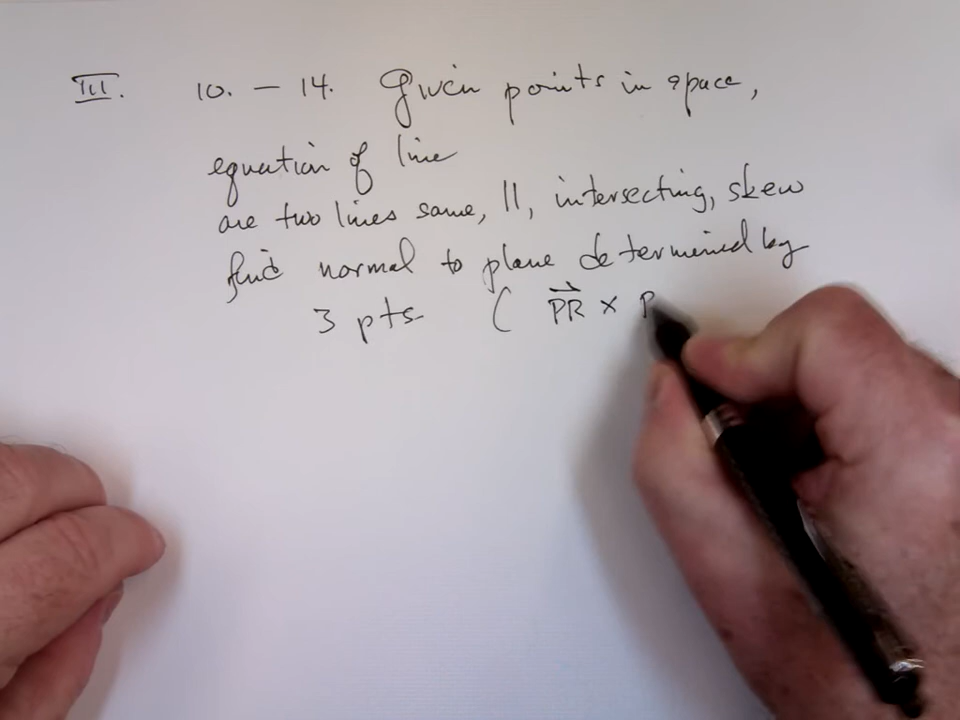 III. 10. — 14. Given points in space,
equation of line
are two lines same, ||, intersecting, skew
find normal to plane determined by
3 pts ( PR⃗ × P